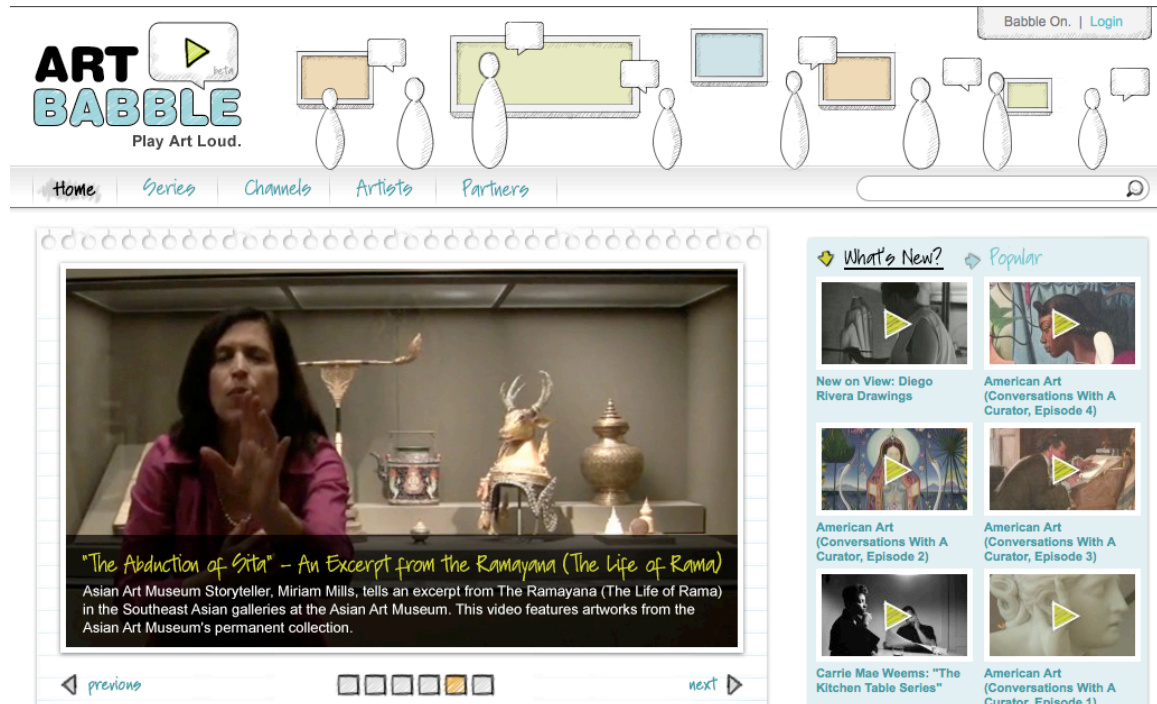 Babble On. | Login
ART
beta
BABBLE
Play Art Loud.
Home
Series
Channels
Artists
Partners
What's New?
Popular
"The Abduction of Sita" – An Excerpt from the Ramayana (The Life of Rama)
Asian Art Museum Storyteller, Miriam Mills, tells an excerpt from The Ramayana (The Life of Rama)
in the Southeast Asian galleries at the Asian Art Museum. This video features artworks from the
Asian Art Museum's permanent collection.
previous
next
New on View: Diego
Rivera Drawings
American Art
(Conversations With A
Curator, Episode 4)
American Art
(Conversations With A
Curator, Episode 2)
American Art
(Conversations With A
Curator, Episode 3)
Carrie Mae Weems: "The
Kitchen Table Series"
American Art
(Conversations With A
Curator, Episode 1)